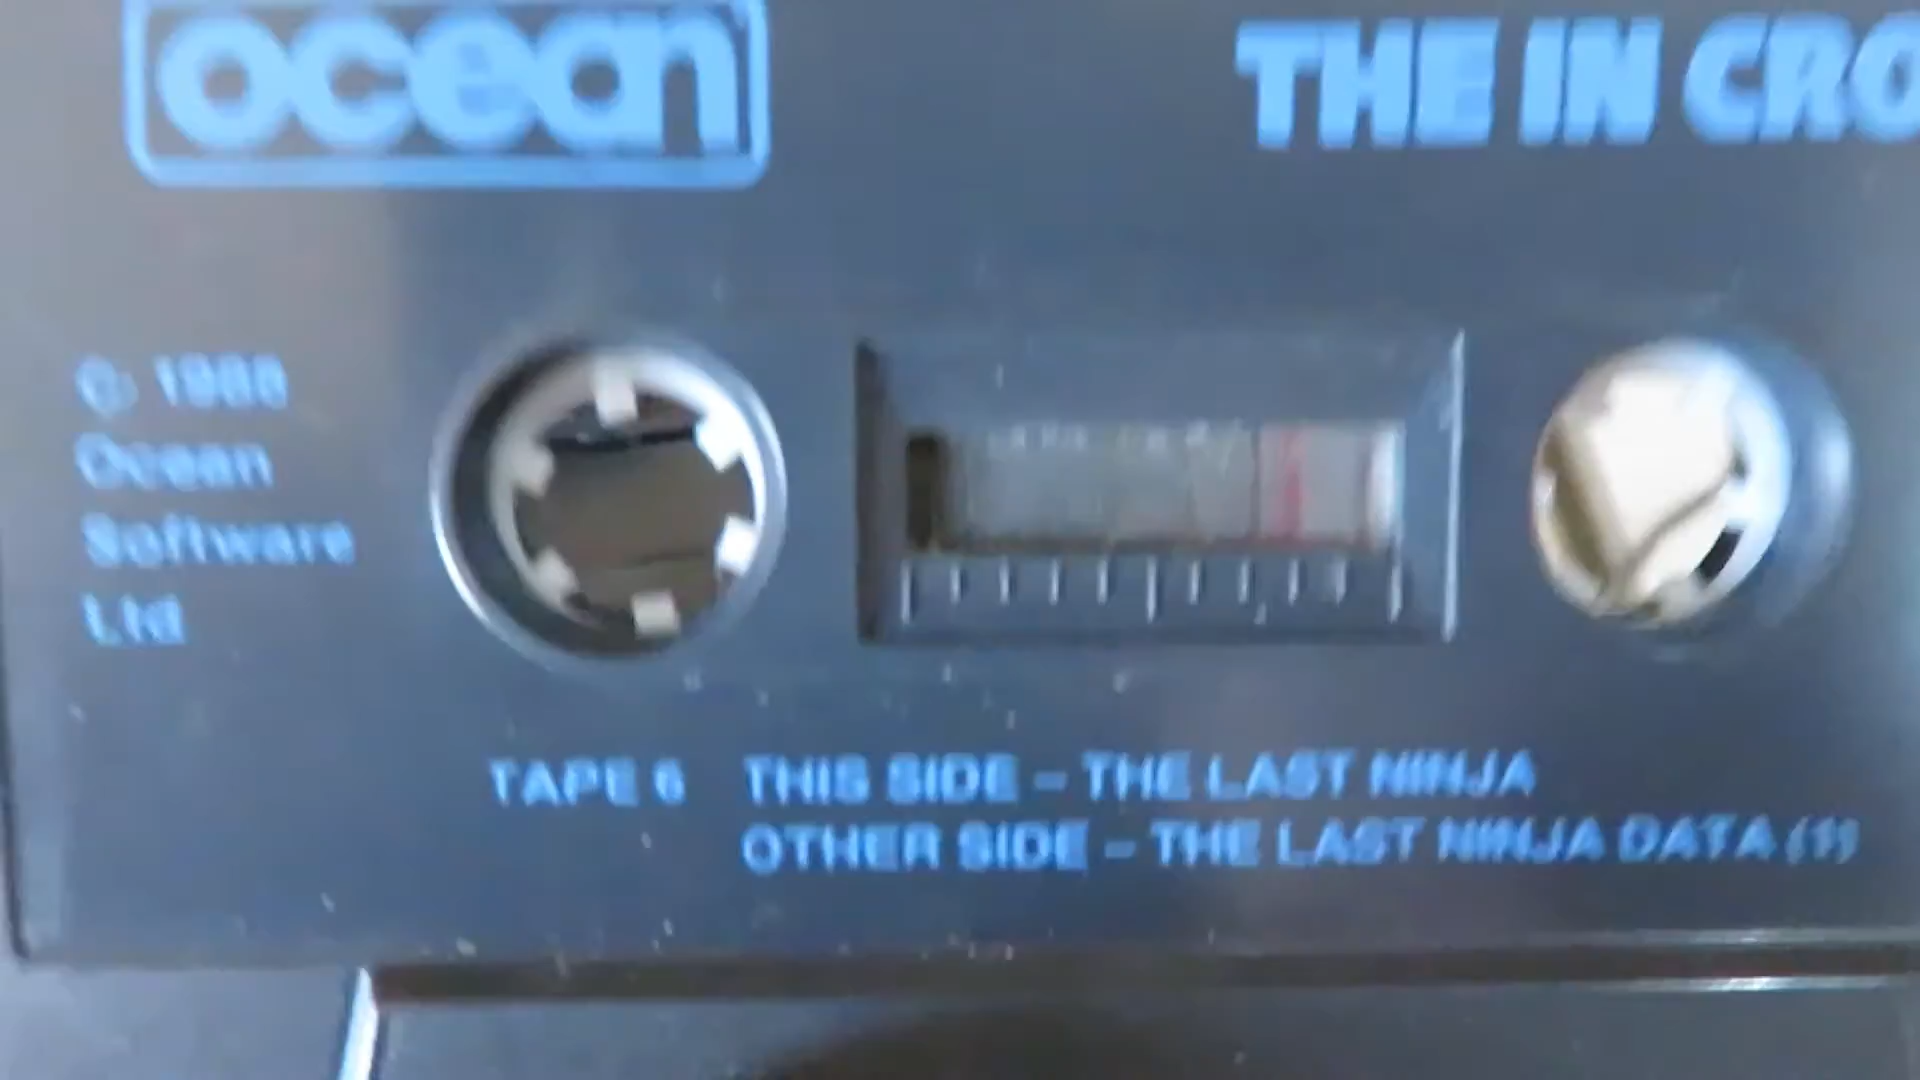 ocean
THE IN CRO
© 1988
Ocean
Software
Ltd
TAPE 6 THIS SIDE – THE LAST NINJA
OTHER SIDE – THE LAST NINJA DATA (1)